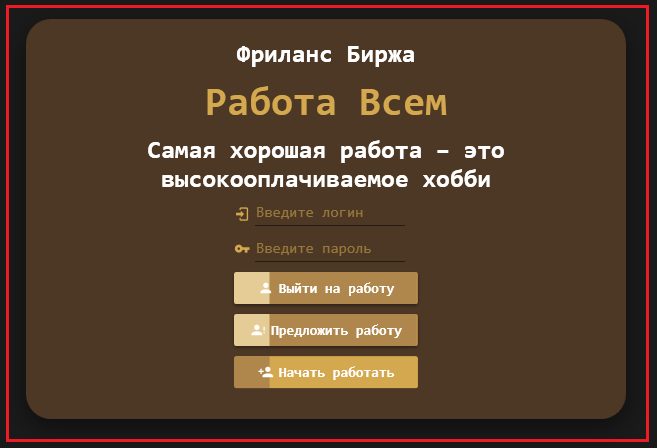 Фриланс Биржа
Работа Всем
Самая хорошая работа – это
высокооплачиваемое хобби
Введите логин
Введите пароль
Выйти на работу
Предложить работу
Начать работать